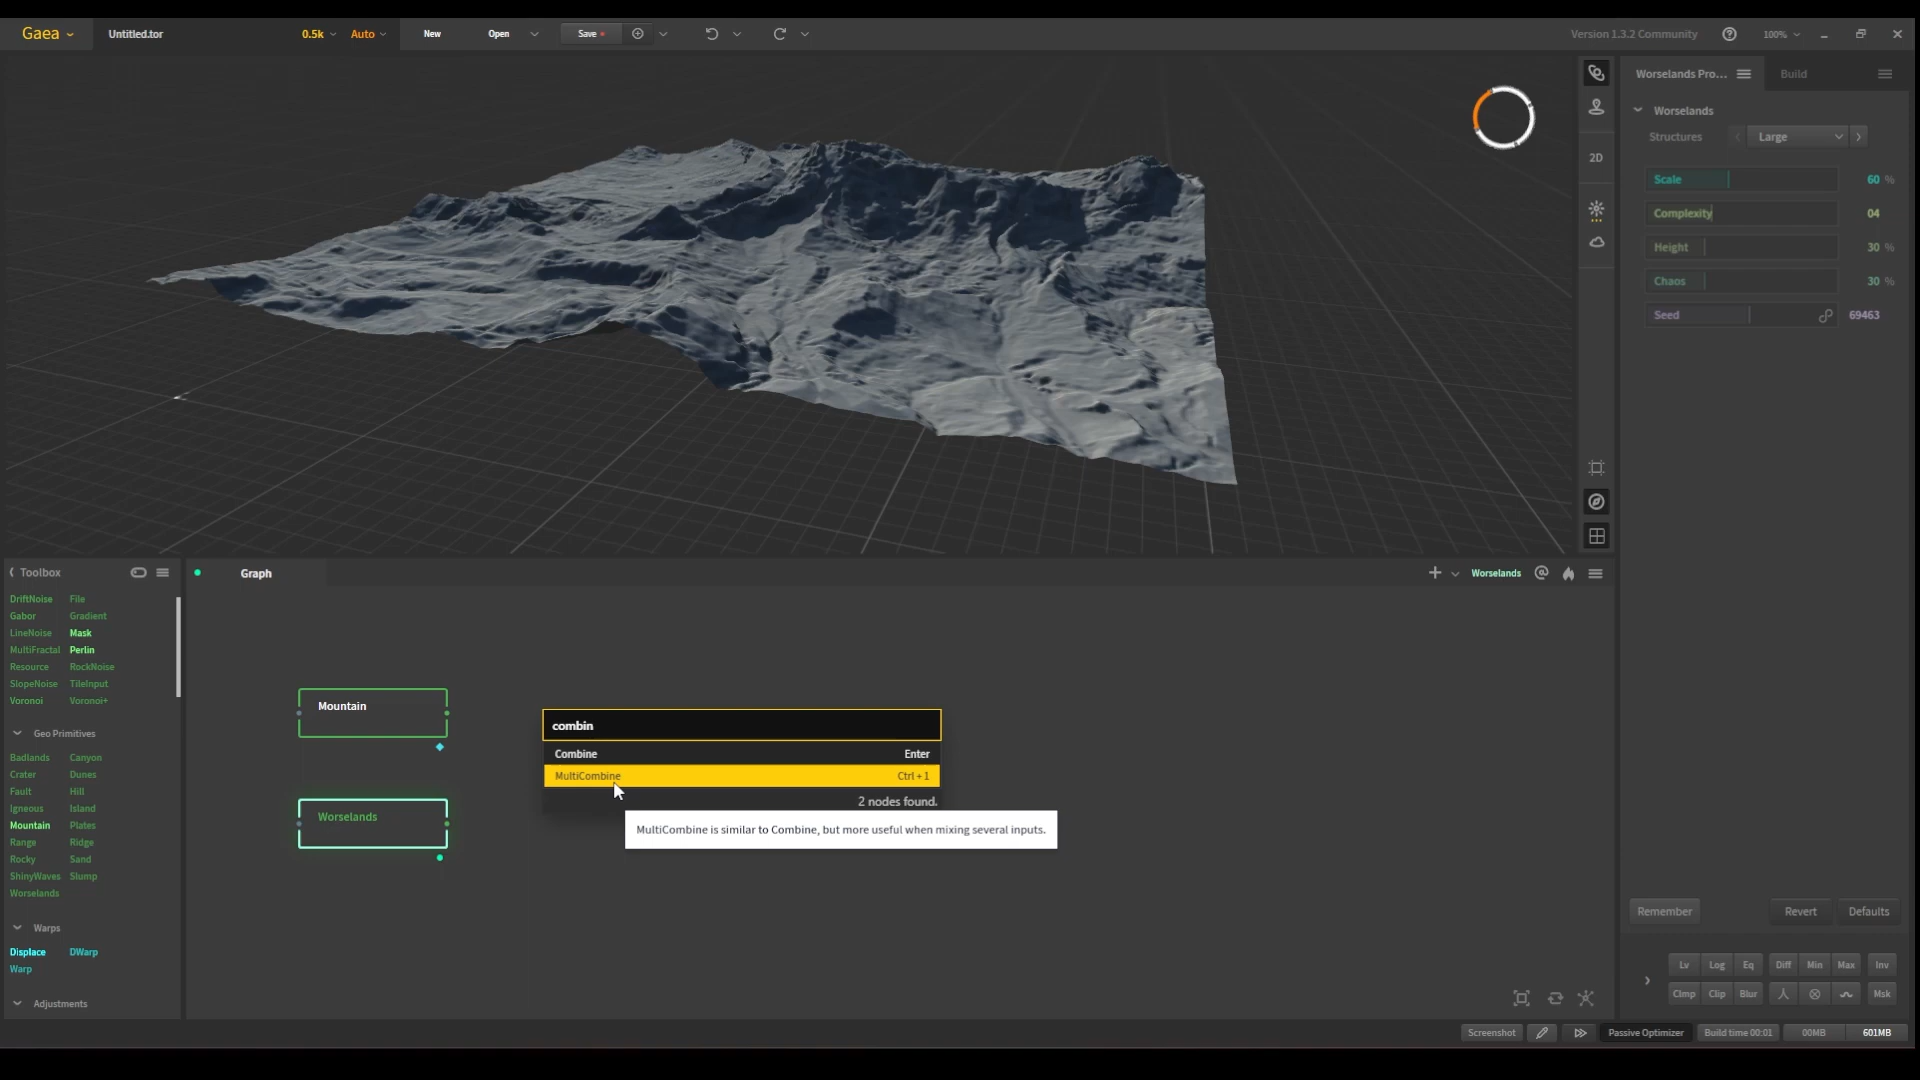 Gaea
Untitled.tor
0.5k
Auto
New
Open
Save
Version 1.3.2 Community
100%
2D
Worselands Pro...
Build
Worselands
Structures
Large
Scale 60 %
Complexity 04
Height 30 %
Chaos 30 %
Seed 69463
Toolbox
DriftNoise File
Gabor Gradient
LineNoise Mask
MultiFractal Perlin
Resource RockNoise
SlopeNoise TileInput
Voronoi Voronoi+
Geo Primitives
Badlands Canyon
Crater Dunes
Fault Hill
Igneous Island
Mountain Plates
Range Ridge
Rocky Sand
ShinyWaves Slump
Worselands
Warps
Displace DWarp
Warp
Adjustments
Graph
Worselands
Mountain
Worselands
combin
Combine Enter
MultiCombine Ctrl + 1
2 nodes found.
MultiCombine is similar to Combine, but more useful when mixing several inputs.
Remember
Revert
Defaults
Lv Log Eq Diff Min Max Inv
Clmp Clip Blur Msk
Screenshot
Passive Optimizer
Build time 00:01
00MB
601MB